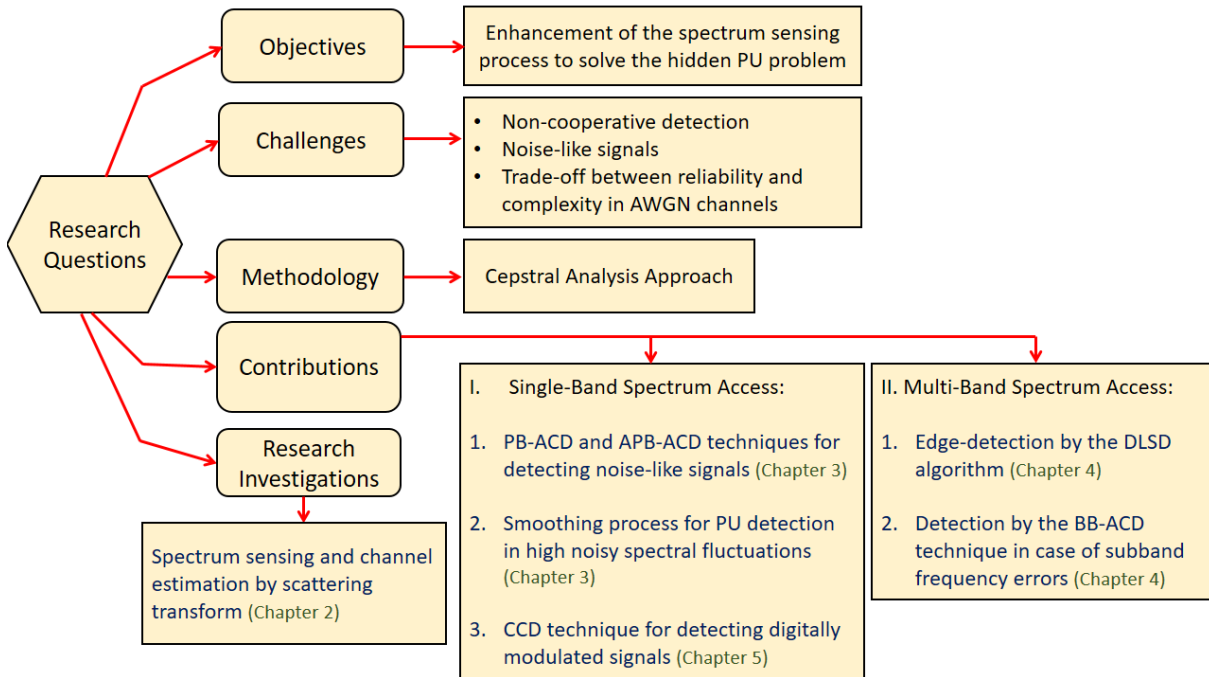 Research
Questions
Objectives
Enhancement of the spectrum sensing
process to solve the hidden PU problem
Challenges
• Non-cooperative detection
• Noise-like signals
• Trade-off between reliability and
complexity in AWGN channels
Methodology
Cepstral Analysis Approach
Contributions
I. Single-Band Spectrum Access:
1. PB-ACD and APB-ACD techniques for
detecting noise-like signals (Chapter 3)
2. Smoothing process for PU detection
in high noisy spectral fluctuations
(Chapter 3)
3. CCD technique for detecting digitally
modulated signals (Chapter 5)
II. Multi-Band Spectrum Access:
1. Edge-detection by the DLSD
algorithm (Chapter 4)
2. Detection by the BB-ACD
technique in case of subband
frequency errors (Chapter 4)
Research
Investigations
Spectrum sensing and channel
estimation by scattering
transform (Chapter 2)